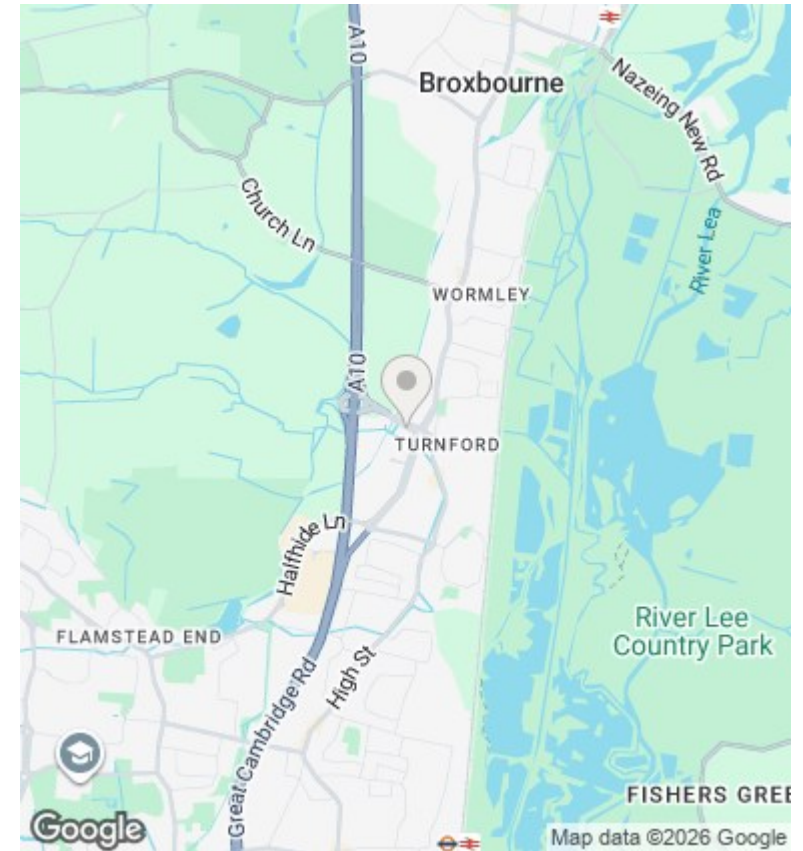 A10
Broxbourne
Nazeing New Rd
Church Ln
River Lea
WORMLEY
A10
TURNFORD
Halfhide Ln
River Lee
Country Park
FLAMSTEAD END
High St
Great Cambridge Rd
FISHERS GREE
Google
Map data ©2026 Google